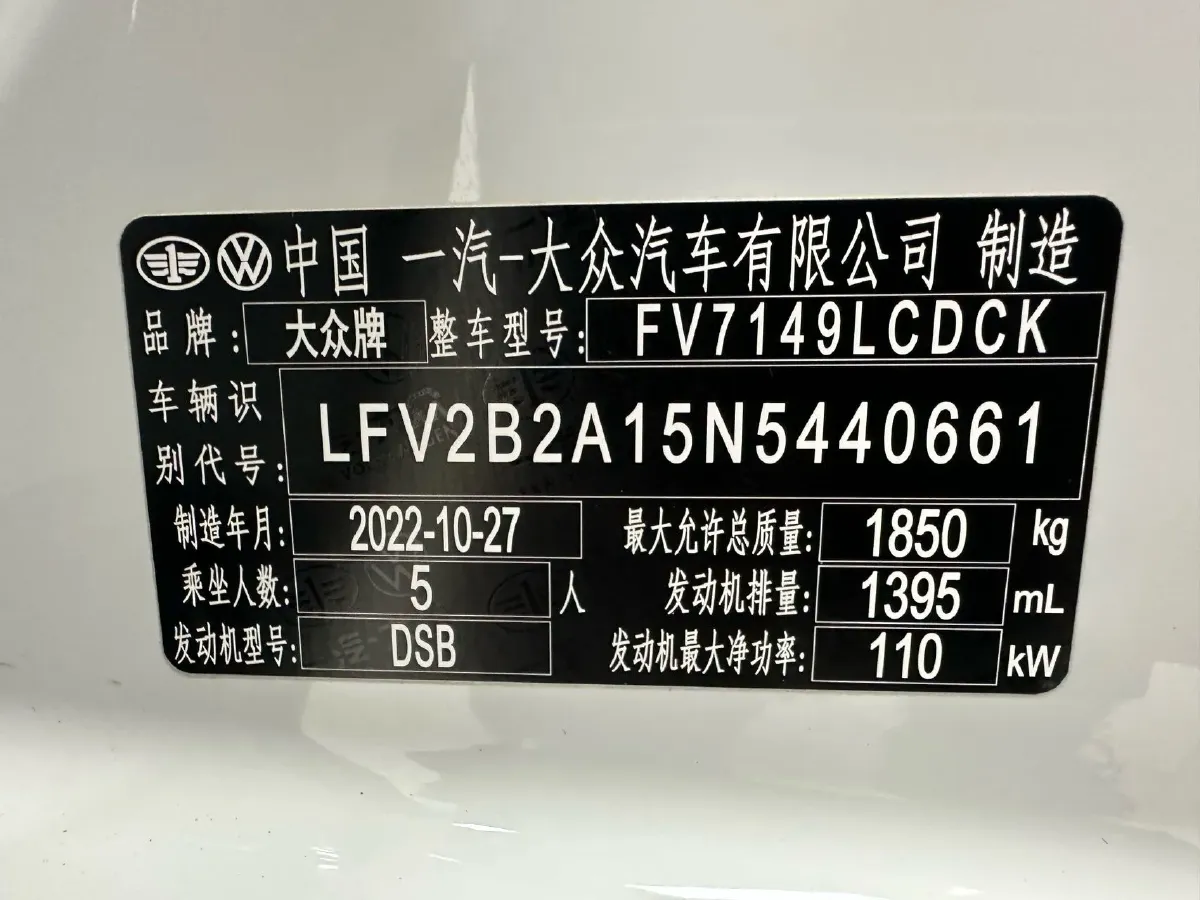 中国 一汽-大众汽车有限公司 制造
品牌: 大众牌 整车型号: FV7149LCDCK
车辆识别代号: LFV2B2A15N5440661
制造年月: 2022-10-27 最大允许总质量: 1850 kg
乘坐人数: 5 人 发动机排量: 1395 mL
发动机型号: DSB 发动机最大净功率: 110 kW